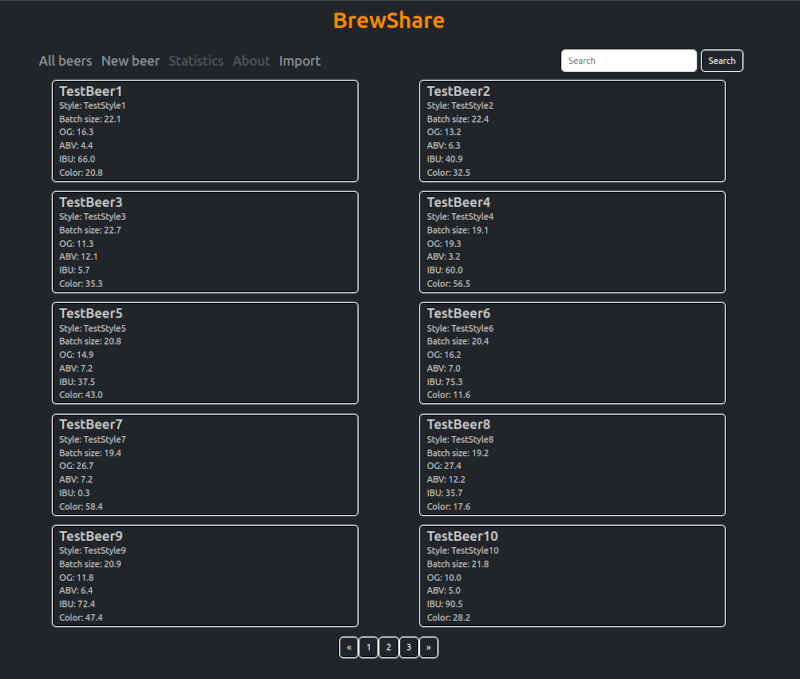 BrewShare
All beers New beer Statistics About Import Search Search
TestBeer1
Style: TestStyle1
Batch size: 22.1
OG: 16.3
ABV: 4.4
IBU: 66.0
Color: 20.8
TestBeer2
Style: TestStyle2
Batch size: 22.4
OG: 13.2
ABV: 6.3
IBU: 40.9
Color: 32.5
TestBeer3
Style: TestStyle3
Batch size: 22.7
OG: 11.3
ABV: 12.1
IBU: 5.7
Color: 35.3
TestBeer4
Style: TestStyle4
Batch size: 19.1
OG: 19.3
ABV: 3.2
IBU: 60.0
Color: 56.5
TestBeer5
Style: TestStyle5
Batch size: 20.8
OG: 14.9
ABV: 7.2
IBU: 37.5
Color: 43.0
TestBeer6
Style: TestStyle6
Batch size: 20.4
OG: 16.2
ABV: 7.0
IBU: 75.3
Color: 11.6
TestBeer7
Style: TestStyle7
Batch size: 19.4
OG: 26.7
ABV: 7.2
IBU: 0.3
Color: 58.4
TestBeer8
Style: TestStyle8
Batch size: 19.2
OG: 27.4
ABV: 12.2
IBU: 35.7
Color: 17.6
TestBeer9
Style: TestStyle9
Batch size: 20.9
OG: 11.8
ABV: 6.4
IBU: 72.4
Color: 47.4
TestBeer10
Style: TestStyle10
Batch size: 21.8
OG: 10.0
ABV: 5.0
IBU: 90.5
Color: 28.2
« 1 2 3 »